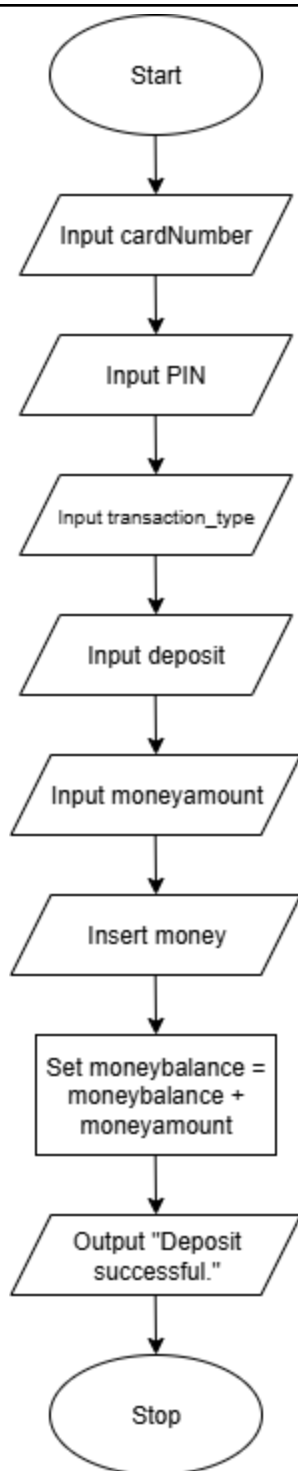 Start
Input cardNumber
Input PIN
Input transaction_type
Input deposit
Input moneyamount
Insert money
Set moneybalance =
moneybalance +
moneyamount
Output "Deposit
successful."
Stop